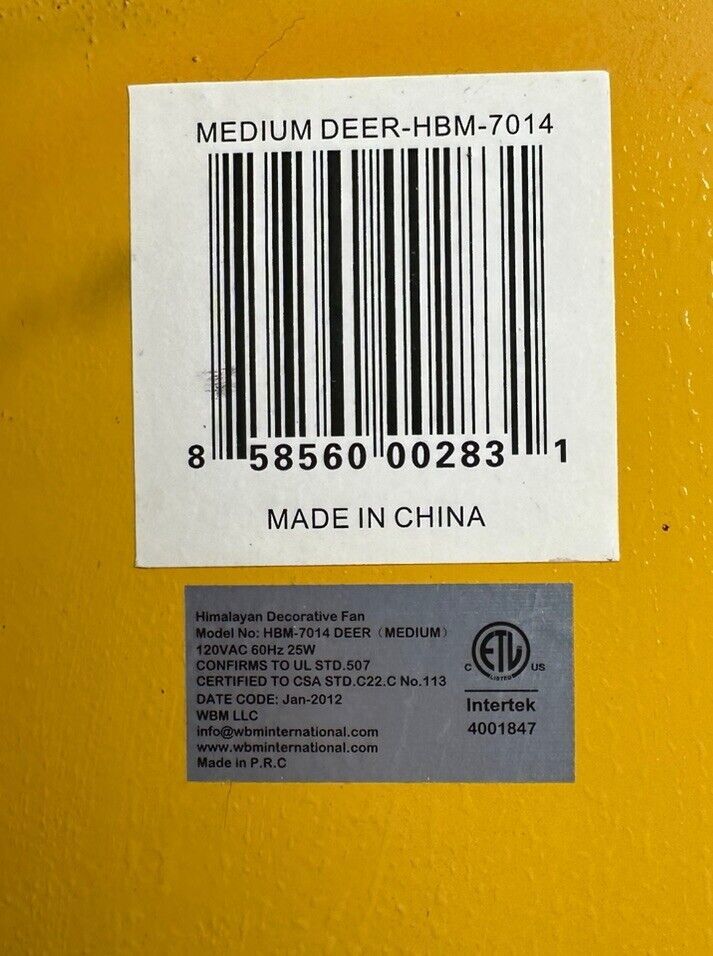 MEDIUM DEER-HBM-7014
8 58560 00283 1
MADE IN CHINA
Himalayan Decorative Fan
Model No: HBM-7014 DEER（MEDIUM）
120VAC 60Hz 25W
CONFIRMS TO UL STD.507
CERTIFIED TO CSA STD.C22.C No.113
DATE CODE: Jan-2012
WBM LLC
info@wbminternational.com
www.wbminternational.com
Made in P.R.C
ETL
LISTED
C US
Intertek
4001847